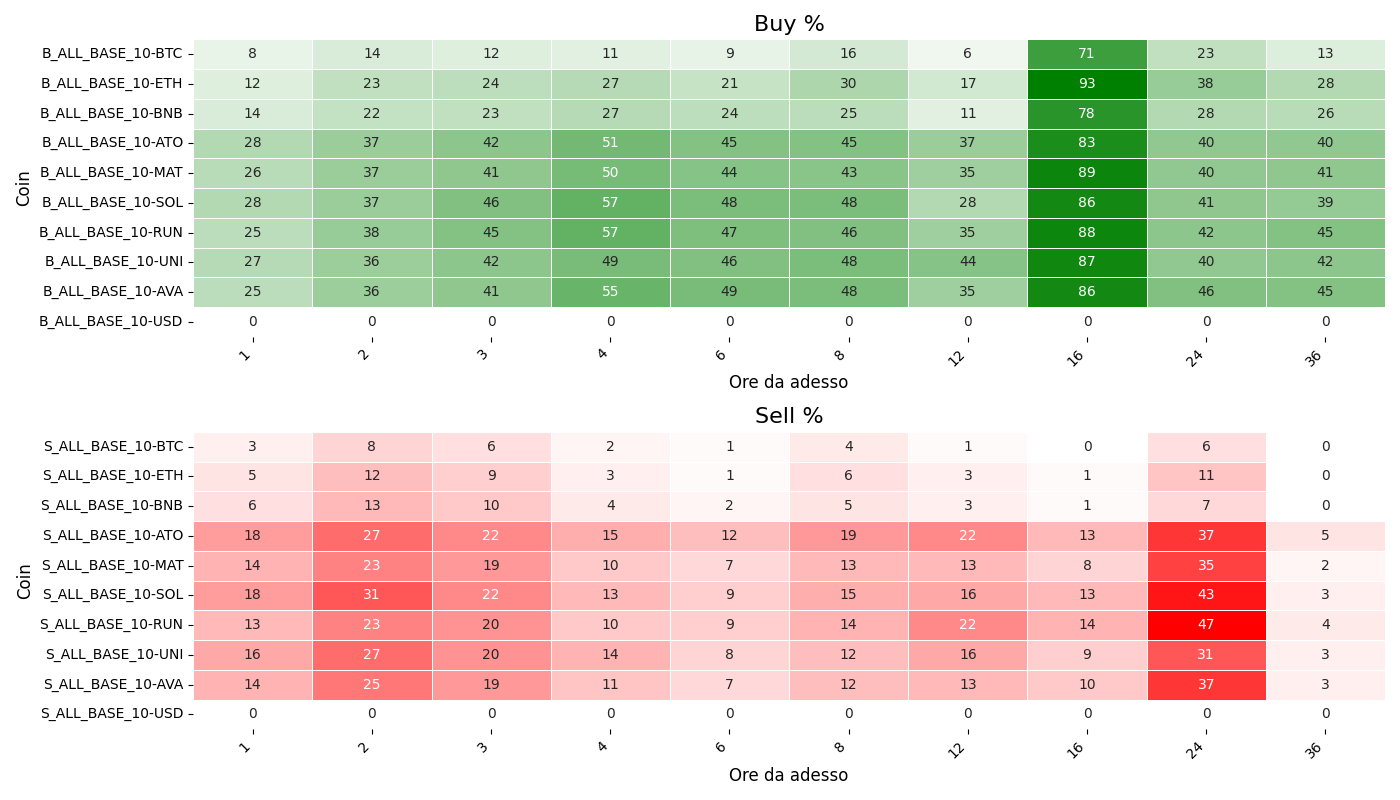 Buy %
Coin
B_ALL_BASE_10-BTC 8 14 12 11 9 16 6 71 23 13
B_ALL_BASE_10-ETH 12 23 24 27 21 30 17 93 38 28
B_ALL_BASE_10-BNB 14 22 23 27 24 25 11 78 28 26
B_ALL_BASE_10-ATO 28 37 42 51 45 45 37 83 40 40
B_ALL_BASE_10-MAT 26 37 41 50 44 43 35 89 40 41
B_ALL_BASE_10-SOL 28 37 46 57 48 48 28 86 41 39
B_ALL_BASE_10-RUN 25 38 45 57 47 46 35 88 42 45
B_ALL_BASE_10-UNI 27 36 42 49 46 48 44 87 40 42
B_ALL_BASE_10-AVA 25 36 41 55 49 48 35 86 46 45
B_ALL_BASE_10-USD 0 0 0 0 0 0 0 0 0 0
1 2 3 4 6 8 12 16 24 36
Ore da adesso
Sell %
Coin
S_ALL_BASE_10-BTC 3 8 6 2 1 4 1 0 6 0
S_ALL_BASE_10-ETH 5 12 9 3 1 6 3 1 11 0
S_ALL_BASE_10-BNB 6 13 10 4 2 5 3 1 7 0
S_ALL_BASE_10-ATO 18 27 22 15 12 19 22 13 37 5
S_ALL_BASE_10-MAT 14 23 19 10 7 13 13 8 35 2
S_ALL_BASE_10-SOL 18 31 22 13 9 15 16 13 43 3
S_ALL_BASE_10-RUN 13 23 20 10 9 14 22 14 47 4
S_ALL_BASE_10-UNI 16 27 20 14 8 12 16 9 31 3
S_ALL_BASE_10-AVA 14 25 19 11 7 12 13 10 37 3
S_ALL_BASE_10-USD 0 0 0 0 0 0 0 0 0 0
1 2 3 4 6 8 12 16 24 36
Ore da adesso